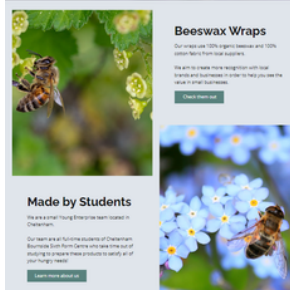 Beeswax Wraps
Our wraps use 100% organic beeswax and 100%
cotton fabric from local suppliers.
We aim to create more recognition with local
brands and businesses in order to help you see the
value in small businesses.
Check them out
Made by Students
We are a small Young Enterprise team located in
Cheltenham.
Our team are all full-time students of Cheltenham
Bournside Sixth Form Centre who take time out of
studying to prepare these products to satisfy all of
your hungry needs!
Learn more about us